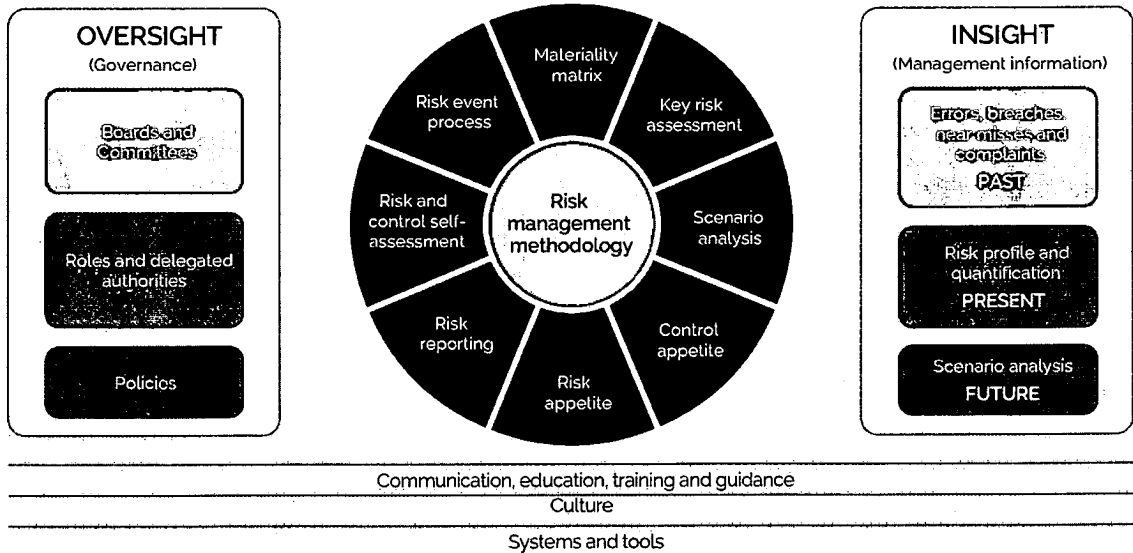 OVERSIGHT
(Governance)
Boards and
Committees
Roles and delegated
authorities
Policies
Materiality
matrix
Key risk
assessment
Scenario
analysis
Control
appetite
Risk
appetite
Risk
reporting
Risk and
control self-
assessment
Risk event
process
Risk
management
methodology
INSIGHT
(Management information)
Errors, breaches,
near misses and
complaints
PAST
Risk profile and
quantification
PRESENT
Scenario analysis
FUTURE
Communication, education, training and guidance
Culture
Systems and tools